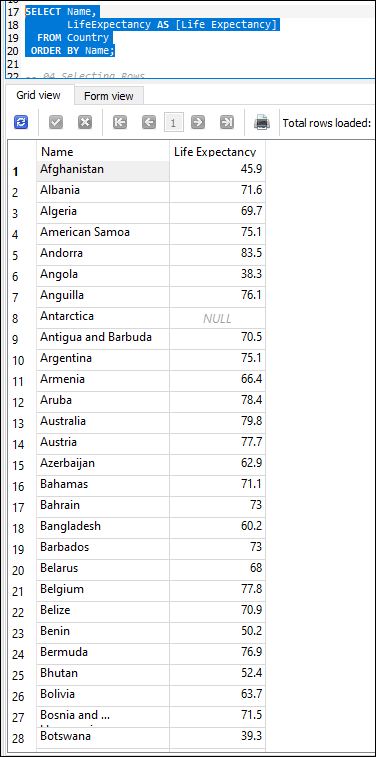 17 SELECT Name,
18 LifeExpectancy AS [Life Expectancy]
19 FROM Country
20 ORDER BY Name;
21
22 -- 04 Selecting Rows
Grid view Form view
1 Total rows loaded:
Name Life Expectancy
1 Afghanistan 45.9
2 Albania 71.6
3 Algeria 69.7
4 American Samoa 75.1
5 Andorra 83.5
6 Angola 38.3
7 Anguilla 76.1
8 Antarctica NULL
9 Antigua and Barbuda 70.5
10 Argentina 75.1
11 Armenia 66.4
12 Aruba 78.4
13 Australia 79.8
14 Austria 77.7
15 Azerbaijan 62.9
16 Bahamas 71.1
17 Bahrain 73
18 Bangladesh 60.2
19 Barbados 73
20 Belarus 68
21 Belgium 77.8
22 Belize 70.9
23 Benin 50.2
24 Bermuda 76.9
25 Bhutan 52.4
26 Bolivia 63.7
27 Bosnia and ... 71.5
28 Botswana 39.3